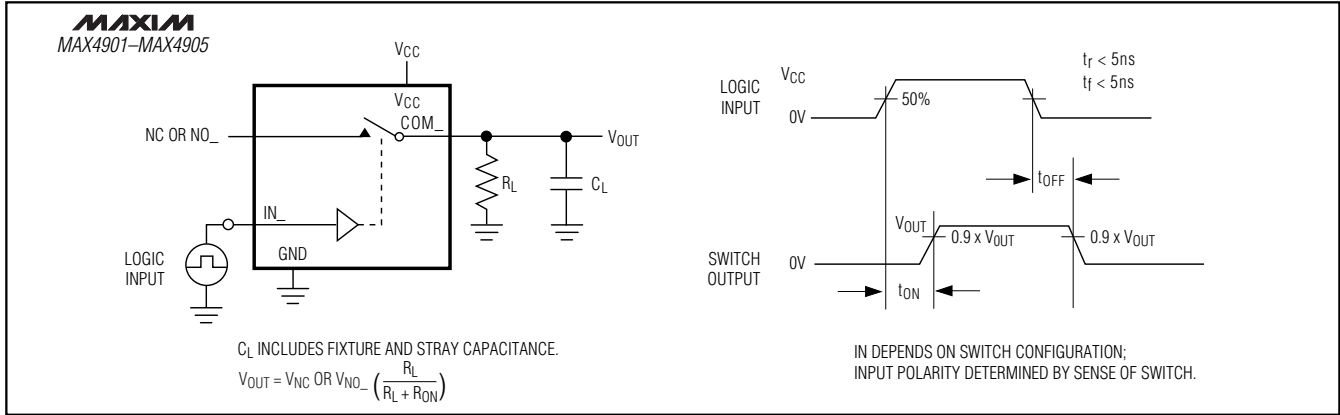 MAXIM
MAX4901–MAX4905
VCC
VCC
COM_
NC OR NO_
VOUT
RL
CL
IN_
LOGIC
INPUT
GND
CL INCLUDES FIXTURE AND STRAY CAPACITANCE.
VOUT = VNC OR VNO_ ( RL / RL + RON )
tr < 5ns
tf < 5ns
LOGIC
INPUT
VCC
0V
50%
tOFF
VOUT
0.9 x VOUT
0.9 x VOUT
SWITCH
OUTPUT
0V
tON
IN DEPENDS ON SWITCH CONFIGURATION;
INPUT POLARITY DETERMINED BY SENSE OF SWITCH.